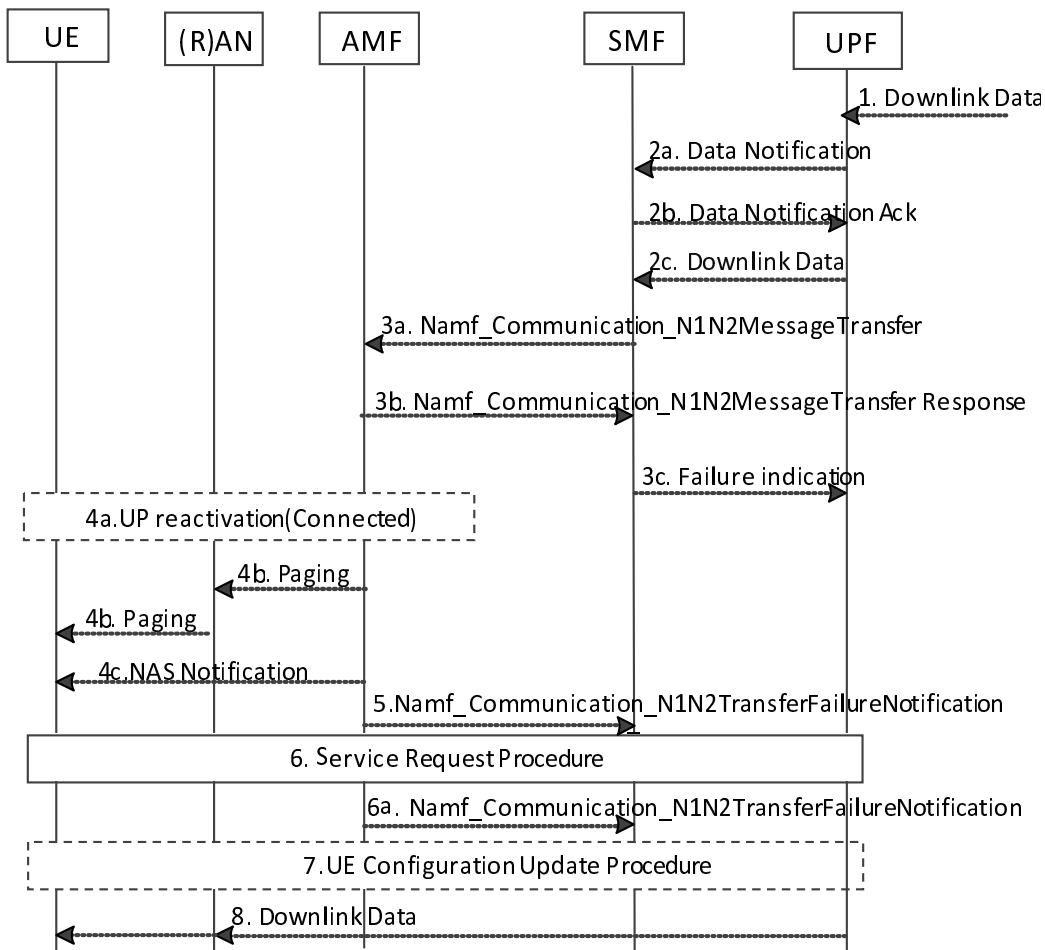 UE
(R)AN
AMF
SMF
UPF
1. Downlink Data
2a. Data Notification
2b. Data Notification Ack
2c. Downlink Data
3a. Namf_Communication_N1N2MessageTransfer
3b. Namf_Communication_N1N2MessageTransfer Response
3c. Failure indication
4a.UP reactivation(Connected)
4b. Paging
4b. Paging
4c.NAS Notification
5.Namf_Communication_N1N2TransferFailureNotification
6. Service Request Procedure
6a. Namf_Communication_N1N2TransferFailureNotification
7.UE Configuration Update Procedure
8. Downlink Data